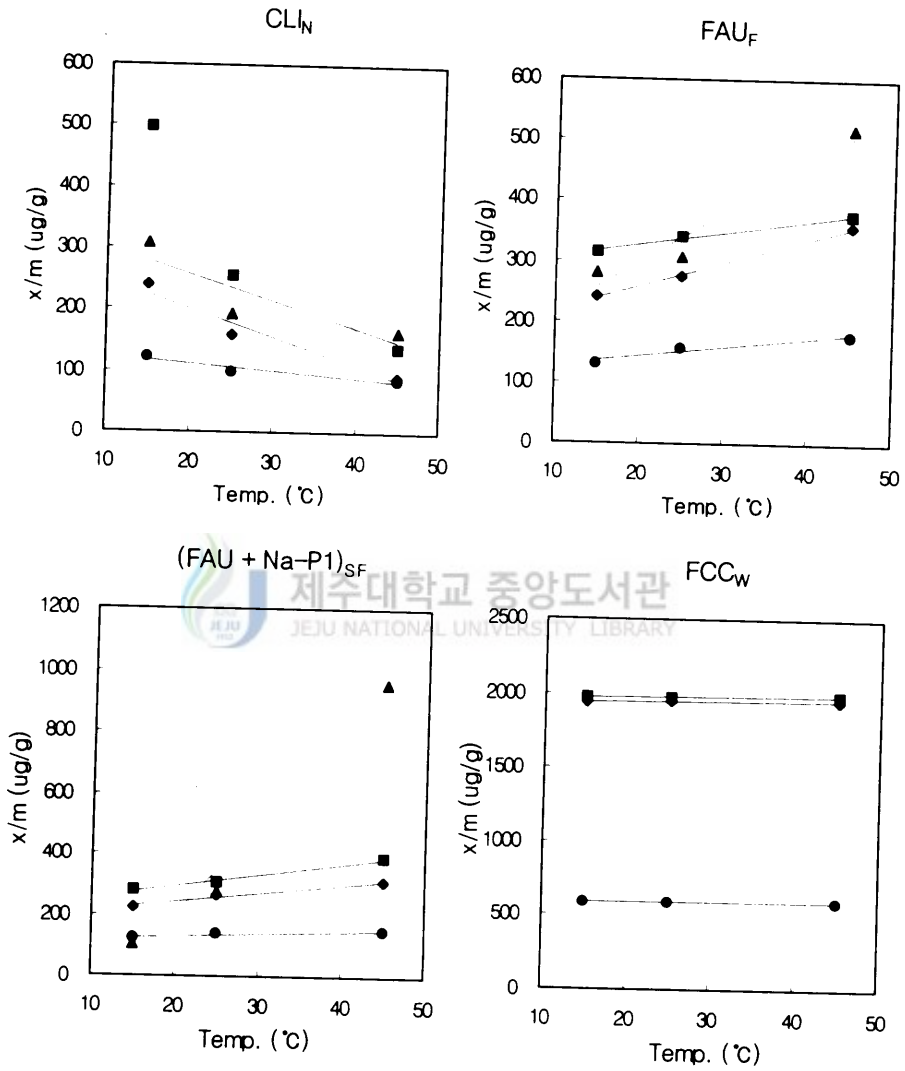 CLI_N
600
500
400
300
200
100
0
x/m (ug/g)
10 20 30 40 50
Temp. (℃)
FAU_F
600
500
400
300
200
100
0
x/m (ug/g)
10 20 30 40 50
Temp. (℃)
(FAU + Na-P1)_SF
1200
1000
800
600
400
200
0
x/m (ug/g)
10 20 30 40 50
Temp. (℃)
제주대학교 중앙도서관
JEJU NATIONAL UNIVERSITY LIBRARY
JEJU
1952
FCC_W
2500
2000
1500
1000
500
0
x/m (ug/g)
10 20 30 40 50
Temp. (℃)